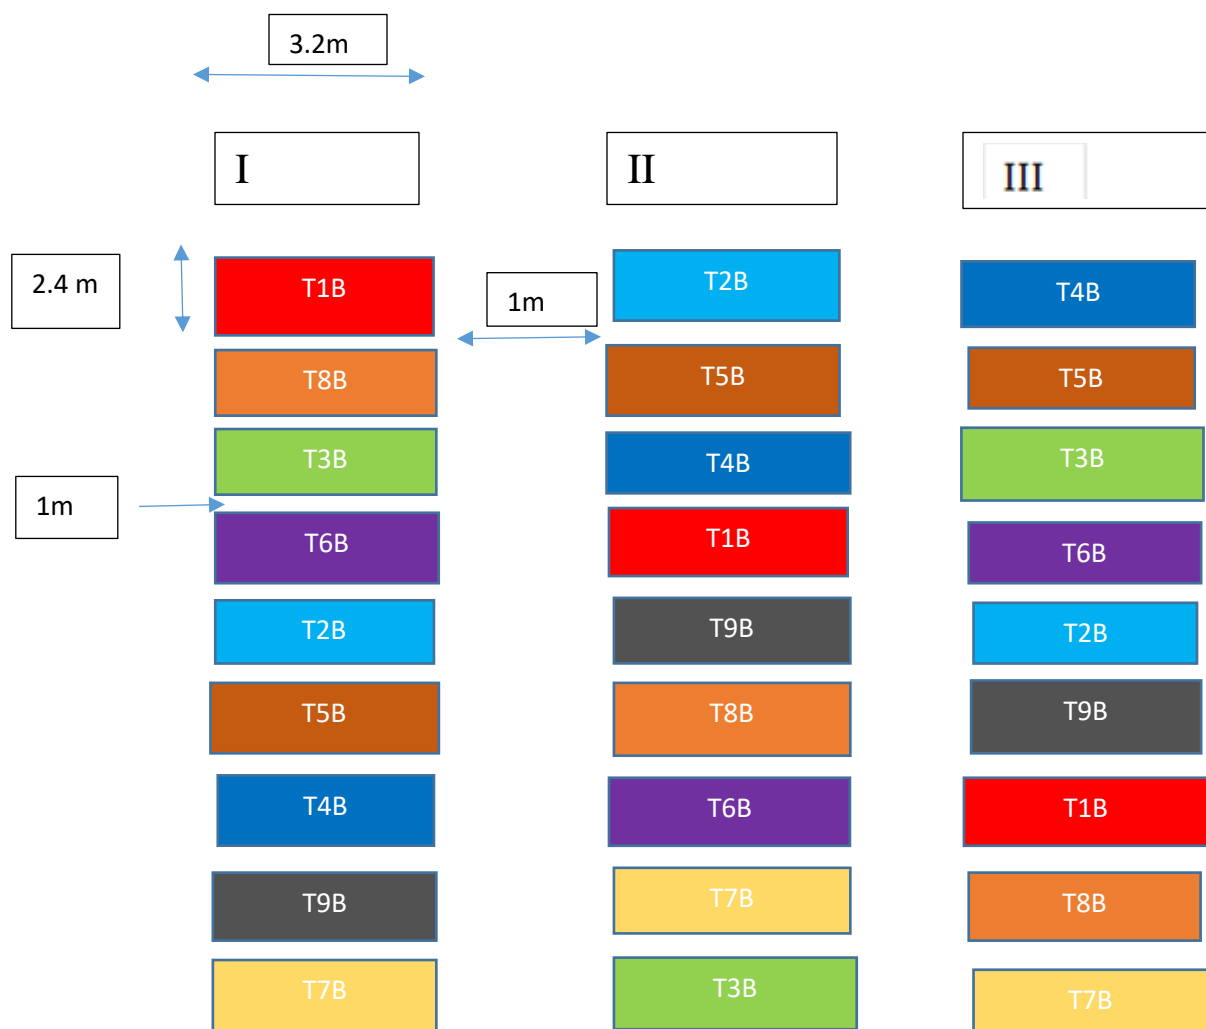 3.2m
I
II
III
2.4 m
1m
1m
T1B
T8B
T3B
T6B
T2B
T5B
T4B
T9B
T7B
T2B
T5B
T4B
T1B
T9B
T8B
T6B
T7B
T3B
T4B
T5B
T3B
T6B
T2B
T9B
T1B
T8B
T7B